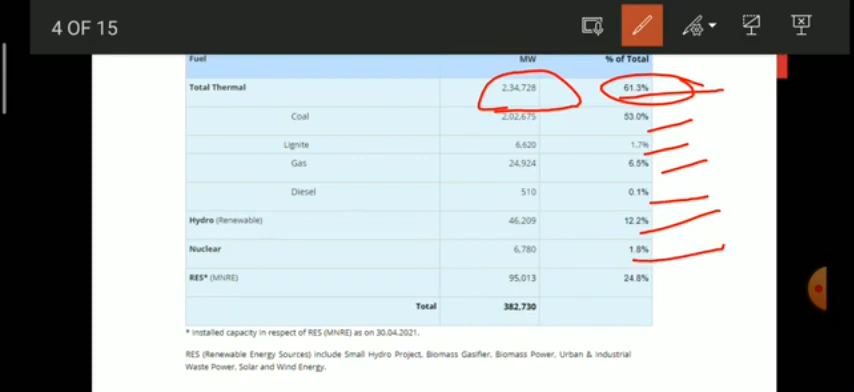 4 OF 15
Fuel MW % of Total
Total Thermal 2,34,728 61.3%
Coal 2,02,675 53.0%
Lignite 6,620 1.7%
Gas 24,924 6.5%
Diesel 510 0.1%
Hydro (Renewable) 46,209 12.2%
Nuclear 6,780 1.8%
RES* (MNRE) 95,013 24.8%
Total 382,730
* Installed capacity in respect of RES (MNRE) as on 30.04.2021.
RES (Renewable Energy Sources) include Small Hydro Project, Biomass Gasifier, Biomass Power, Urban & Industrial
Waste Power, Solar and Wind Energy.